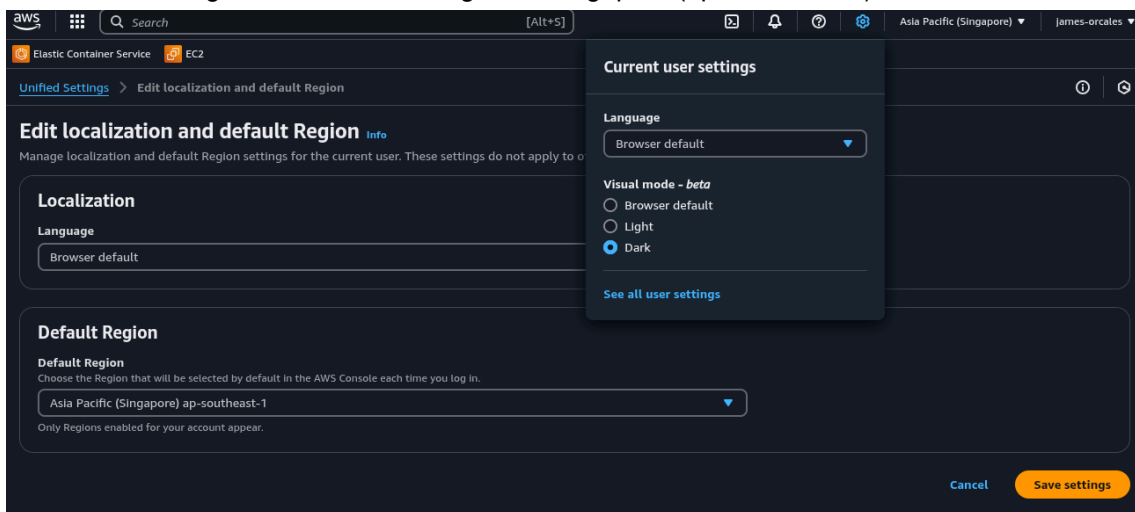 aws
Search [Alt+S]
Asia Pacific (Singapore) ▼
james-orcales ▼
Elastic Container Service
EC2
Unified Settings > Edit localization and default Region
Edit localization and default Region Info
Manage localization and default Region settings for the current user. These settings do not apply to o
Localization
Language
Browser default
Default Region
Default Region
Choose the Region that will be selected by default in the AWS Console each time you log in.
Asia Pacific (Singapore) ap-southeast-1
Only Regions enabled for your account appear.
Cancel
Save settings
Current user settings
Language
Browser default
Visual mode - beta
Browser default
Light
Dark
See all user settings